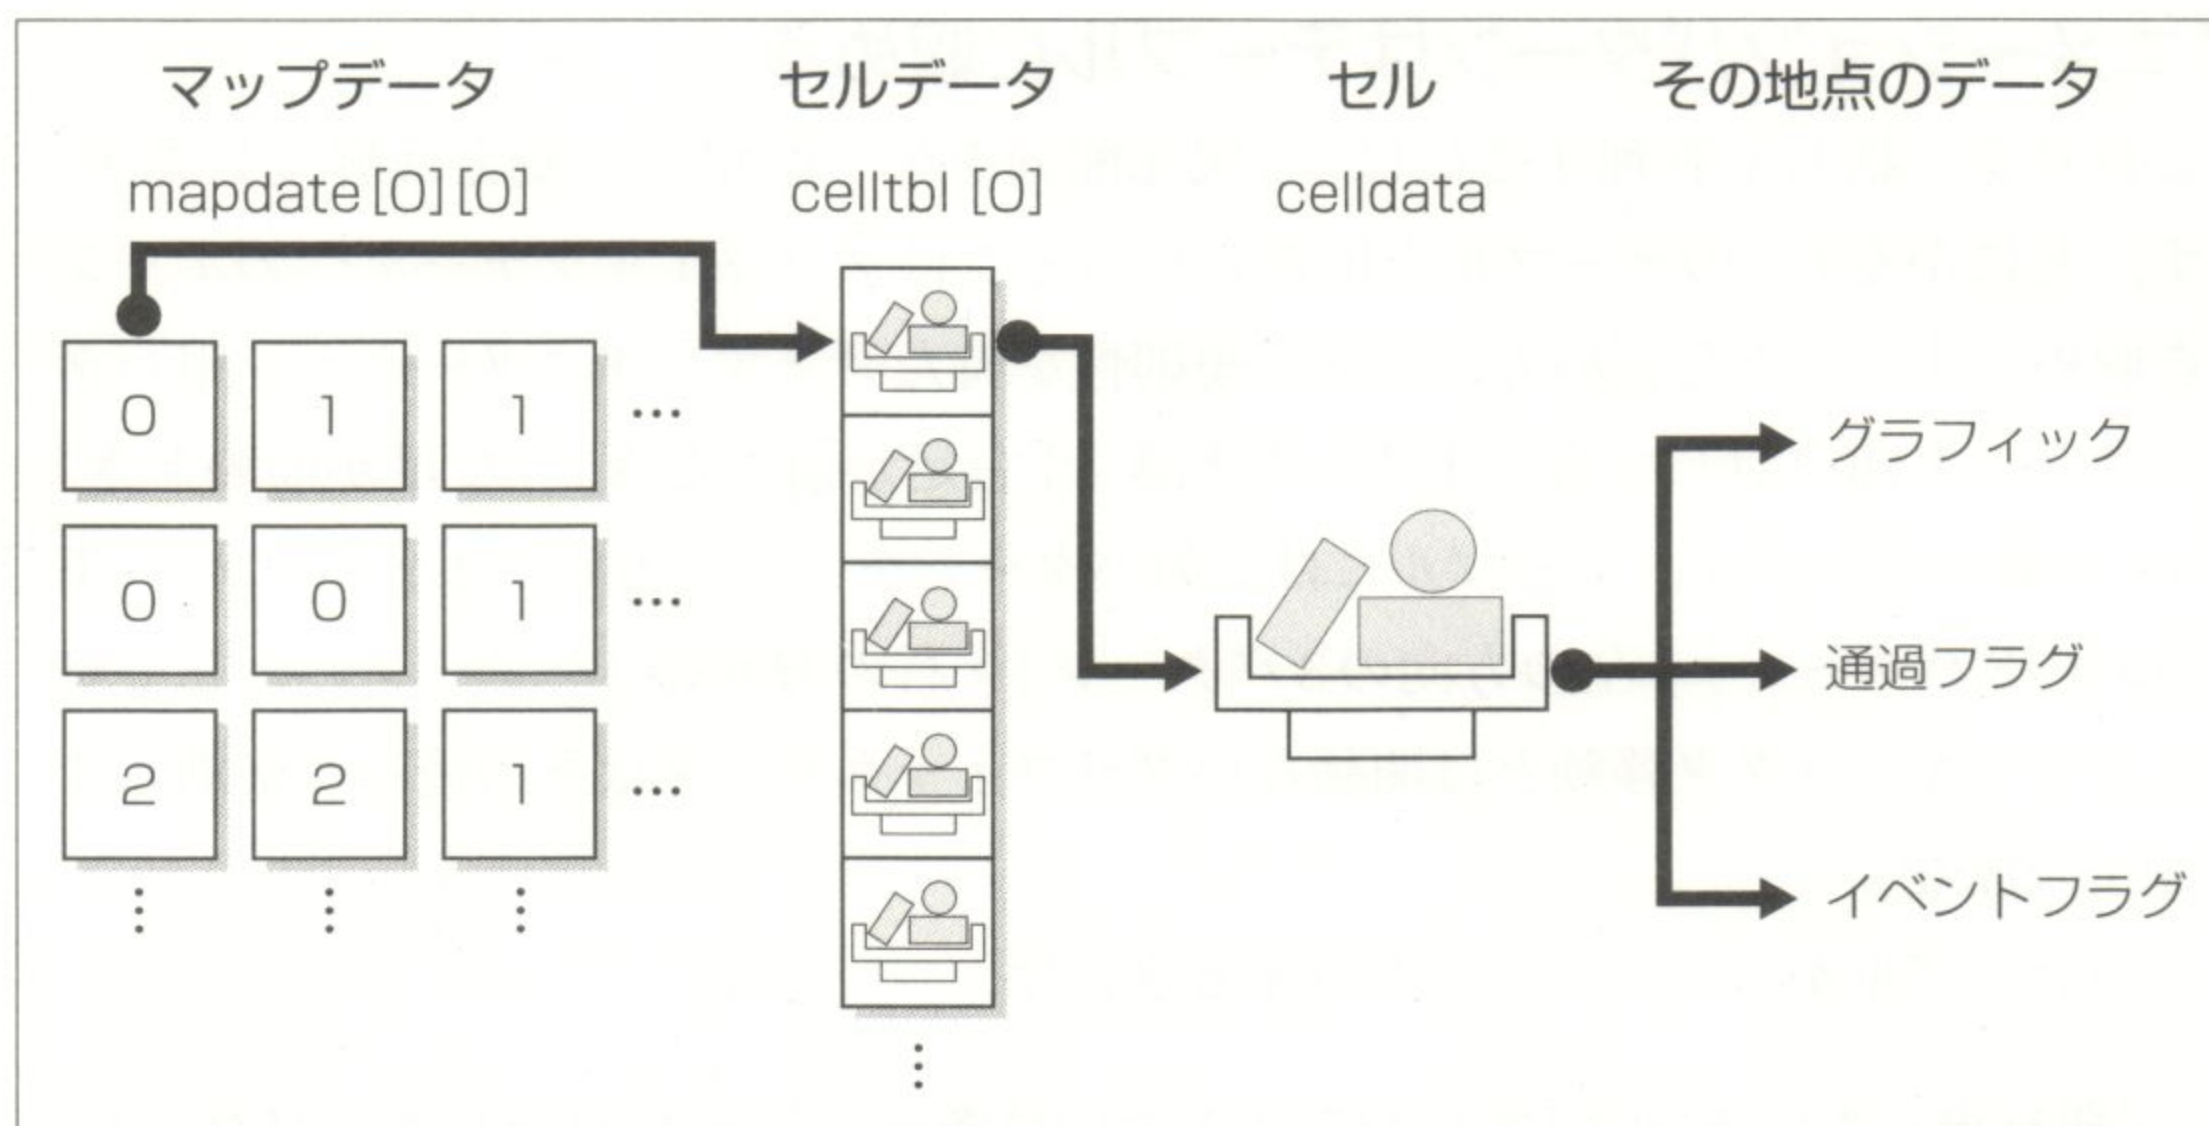 マップデータ セルデータ セル その地点のデータ
mapdate[0][0] celltbl [0] celldata
0 1 1 …
0 0 1 …
2 2 1 …
グラフィック
通過フラグ
イベントフラグ